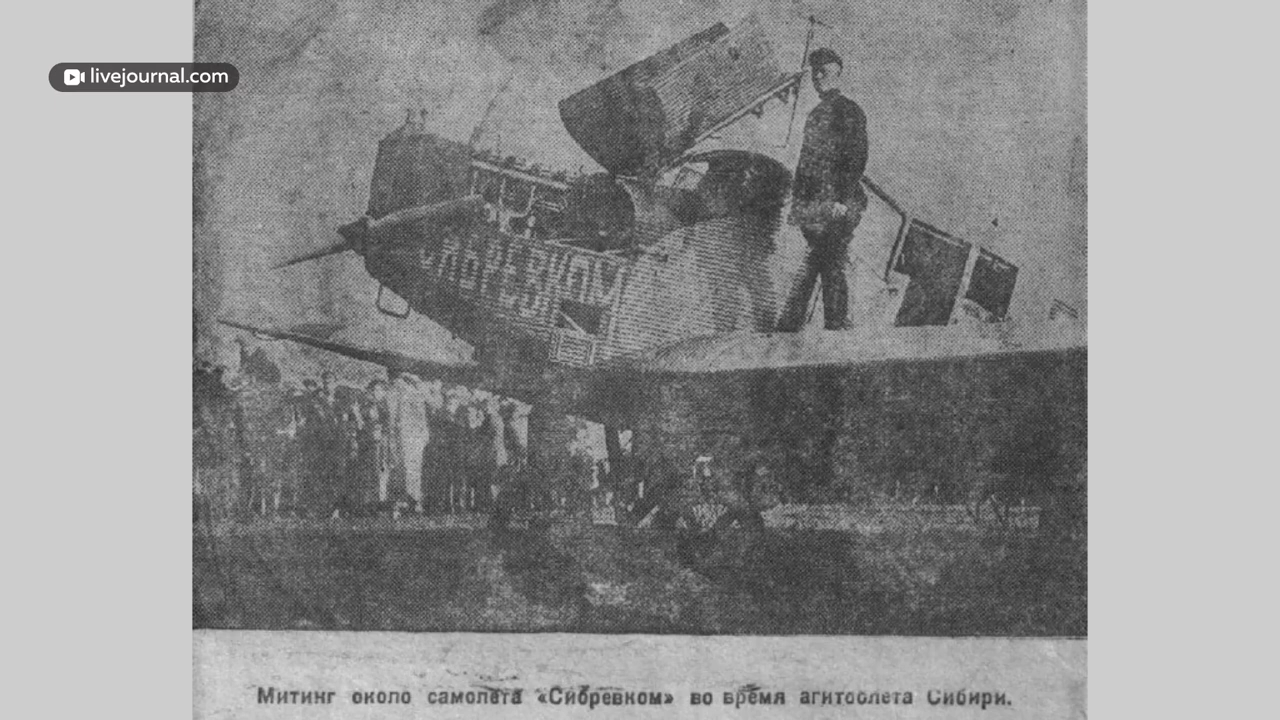 livejournal.com
СИБРЕВКОМ
Митинг около самолета «Сибревком» во время агитполета Сибири.